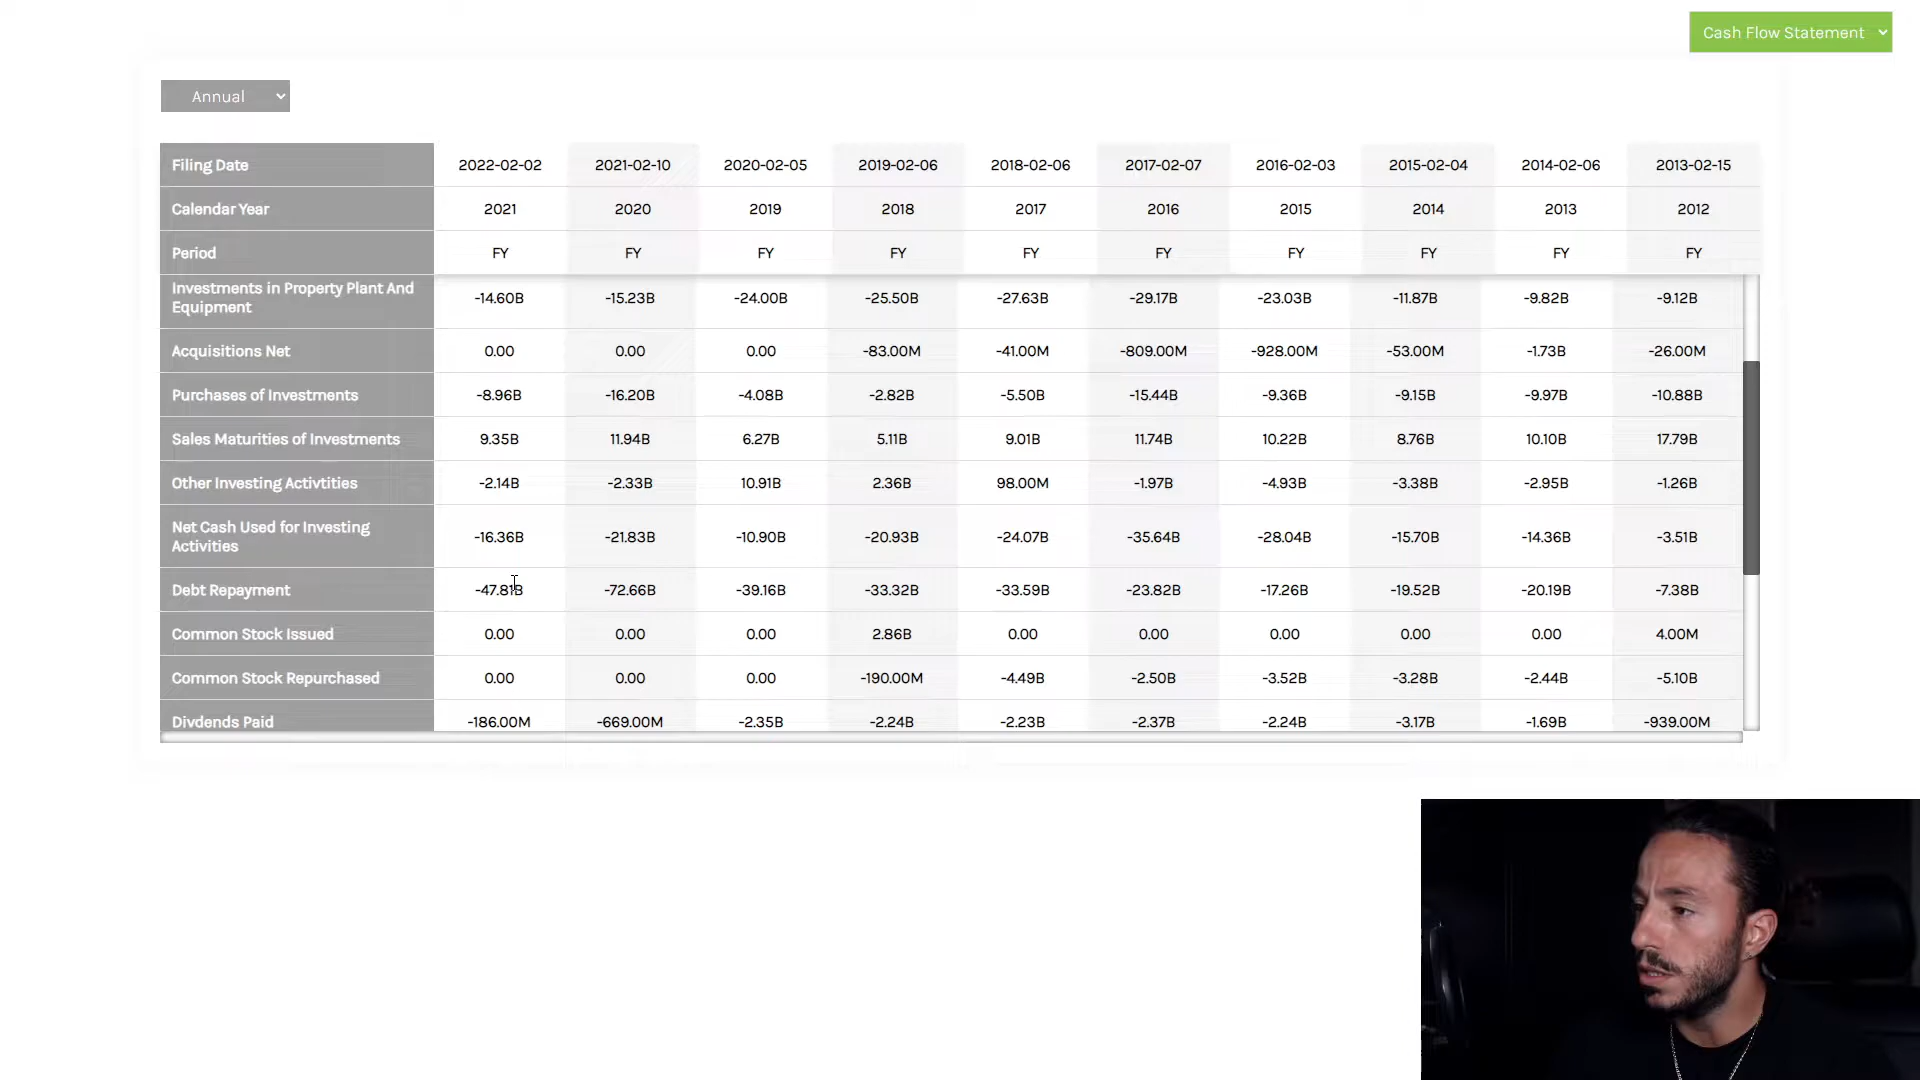 Cash Flow Statement
Annual
Filing Date 2022-02-02 2021-02-10 2020-02-05 2019-02-06 2018-02-06 2017-02-07 2016-02-03 2015-02-04 2014-02-06 2013-02-15
Calendar Year 2021 2020 2019 2018 2017 2016 2015 2014 2013 2012
Period FY FY FY FY FY FY FY FY FY FY
Investments in Property Plant And
Equipment -14.60B -15.23B -24.00B -25.50B -27.63B -29.17B -23.03B -11.87B -9.82B -9.12B
Acquisitions Net 0.00 0.00 0.00 -83.00M -41.00M -809.00M -928.00M -53.00M -1.73B -26.00M
Purchases of Investments -8.96B -16.20B -4.08B -2.82B -5.50B -15.44B -9.36B -9.15B -9.97B -10.88B
Sales Maturities of Investments 9.35B 11.94B 6.27B 5.11B 9.01B 11.74B 10.22B 8.76B 10.10B 17.79B
Other Investing Activtities -2.14B -2.33B 10.91B 2.36B 98.00M -1.97B -4.93B -3.38B -2.95B -1.26B
Net Cash Used for Investing
Activities -16.36B -21.83B -10.90B -20.93B -24.07B -35.64B -28.04B -15.70B -14.36B -3.51B
Debt Repayment -47.81B -72.66B -39.16B -33.32B -33.59B -23.82B -17.26B -19.52B -20.19B -7.38B
Common Stock Issued 0.00 0.00 0.00 2.86B 0.00 0.00 0.00 0.00 0.00 4.00M
Common Stock Repurchased 0.00 0.00 0.00 -190.00M -4.49B -2.50B -3.52B -3.28B -2.44B -5.10B
Divdends Paid -186.00M -669.00M -2.35B -2.24B -2.23B -2.37B -2.24B -3.17B -1.69B -939.00M